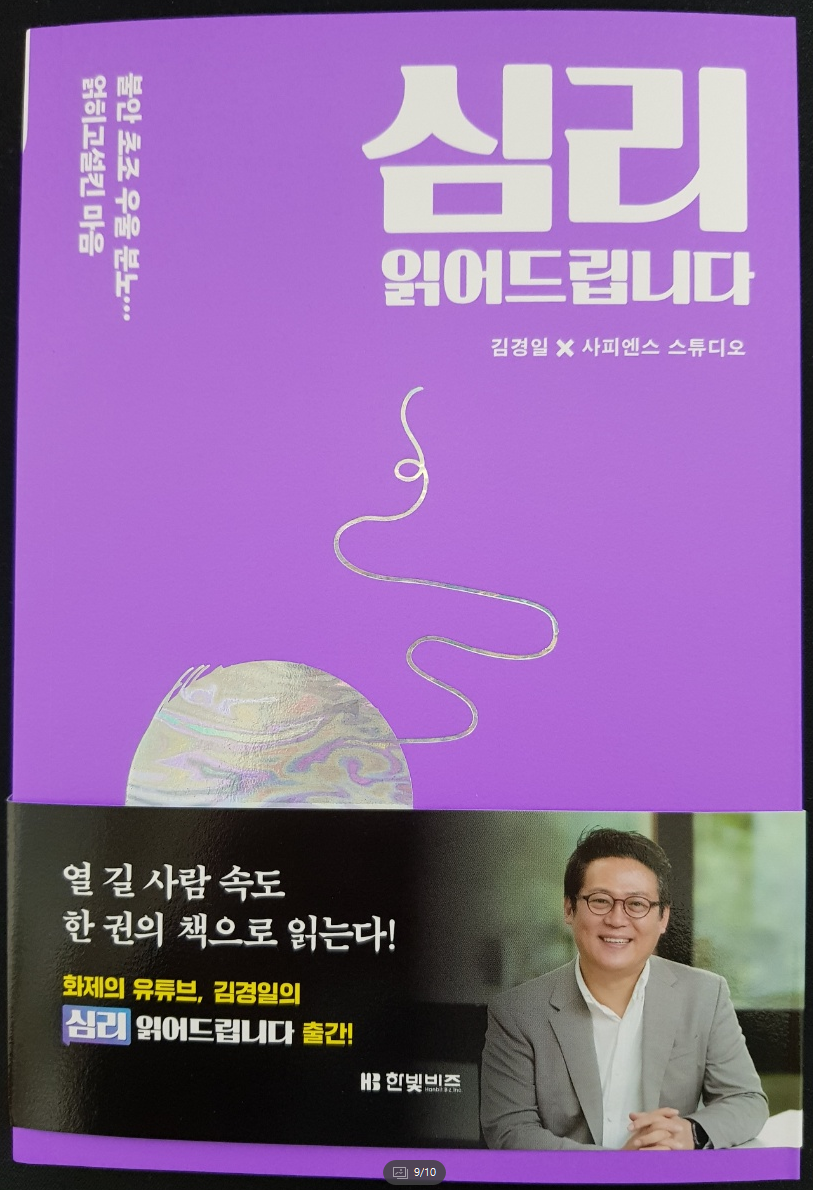 심리
읽어드립니다
김경일 × 사피엔스 스튜디오
불안 초조 우울 분노…
얽히고설킨 마음
열 길 사람 속도
한 권의 책으로 읽는다!
화제의 유튜브, 김경일의
심리 읽어드립니다 출간!
HB 한빛비즈
Hanbit Biz, Inc.
9/10